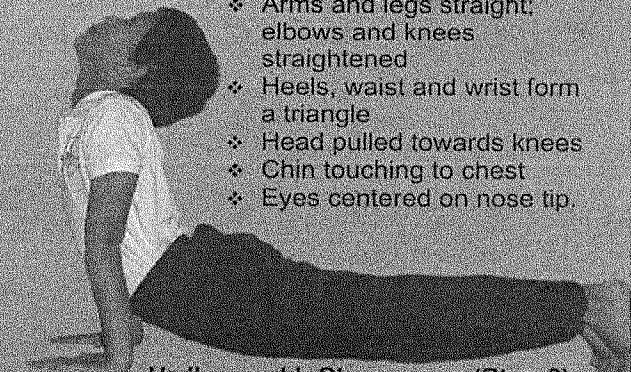 ❖ Arms and legs straight;
elbows and knees
straightened
❖ Heels, waist and wrist form
a triangle
❖ Head pulled towards knees
❖ Chin touching to chest
❖ Eyes centered on nose tip.